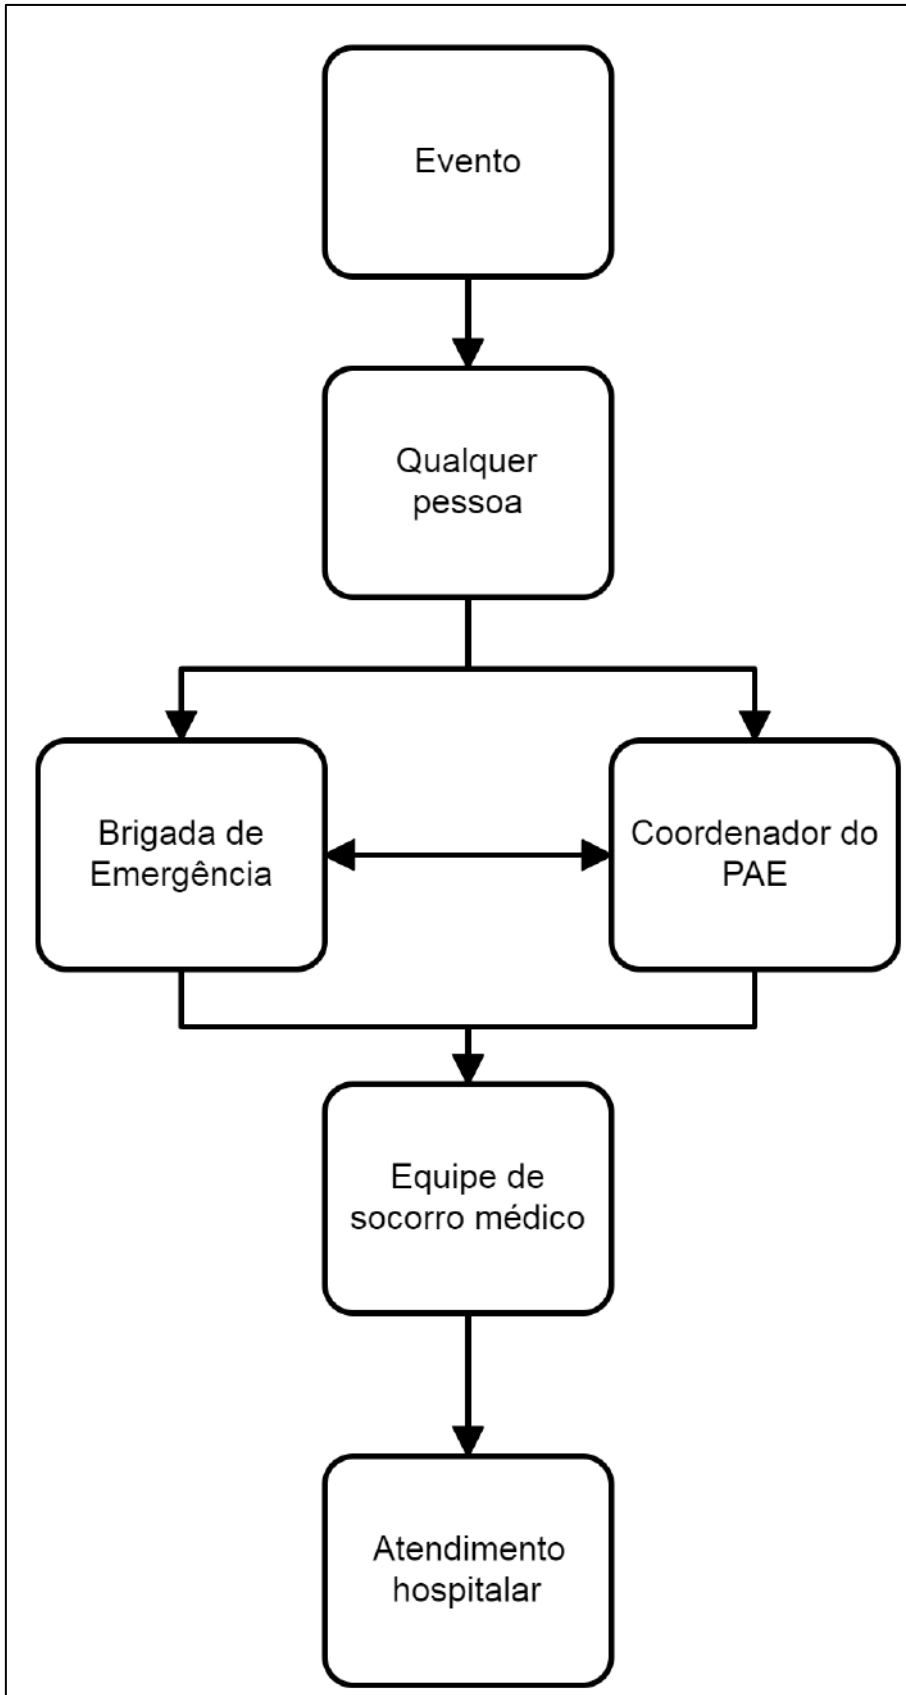 Evento
Qualquer
pessoa
Brigada de
Emergência
Coordenador do
PAE
Equipe de
socorro médico
Atendimento
hospitalar